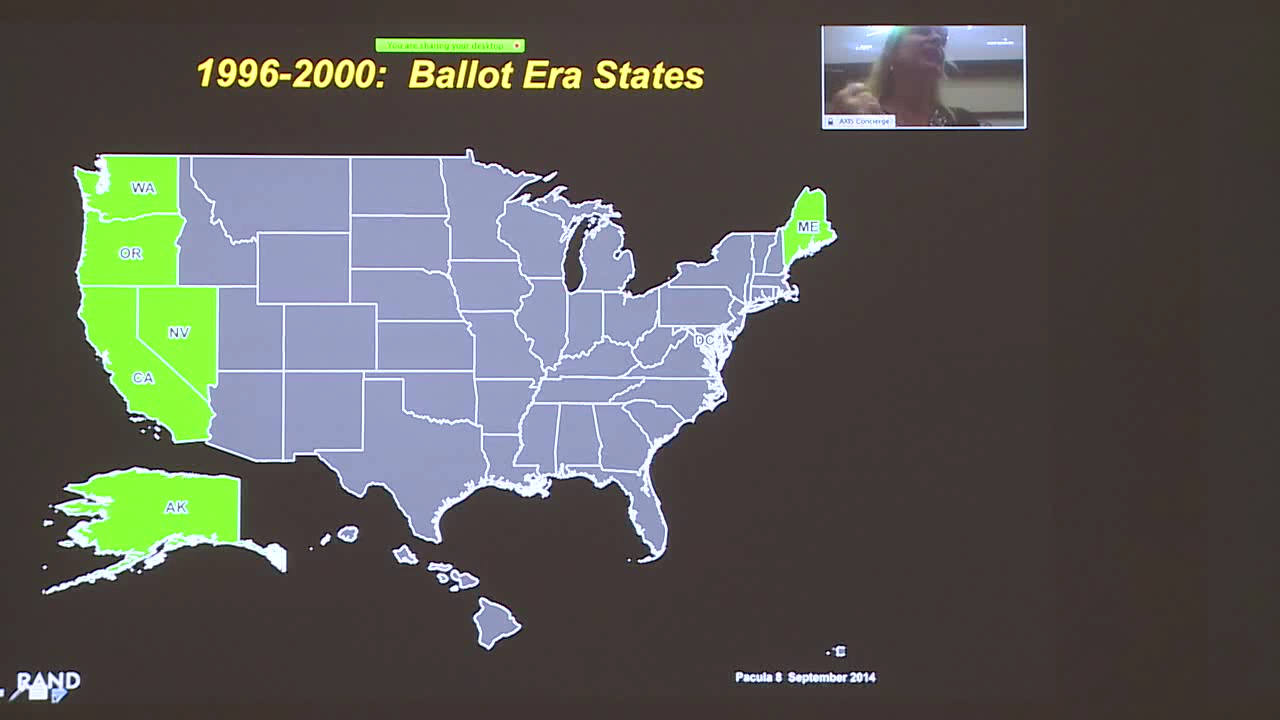 You are sharing your desktop
1996-2000: Ballot Era States
AXIS Concierge
WA
ME
OR
NV
DC
CA
AK
RAND
Pacula 8 September 2014